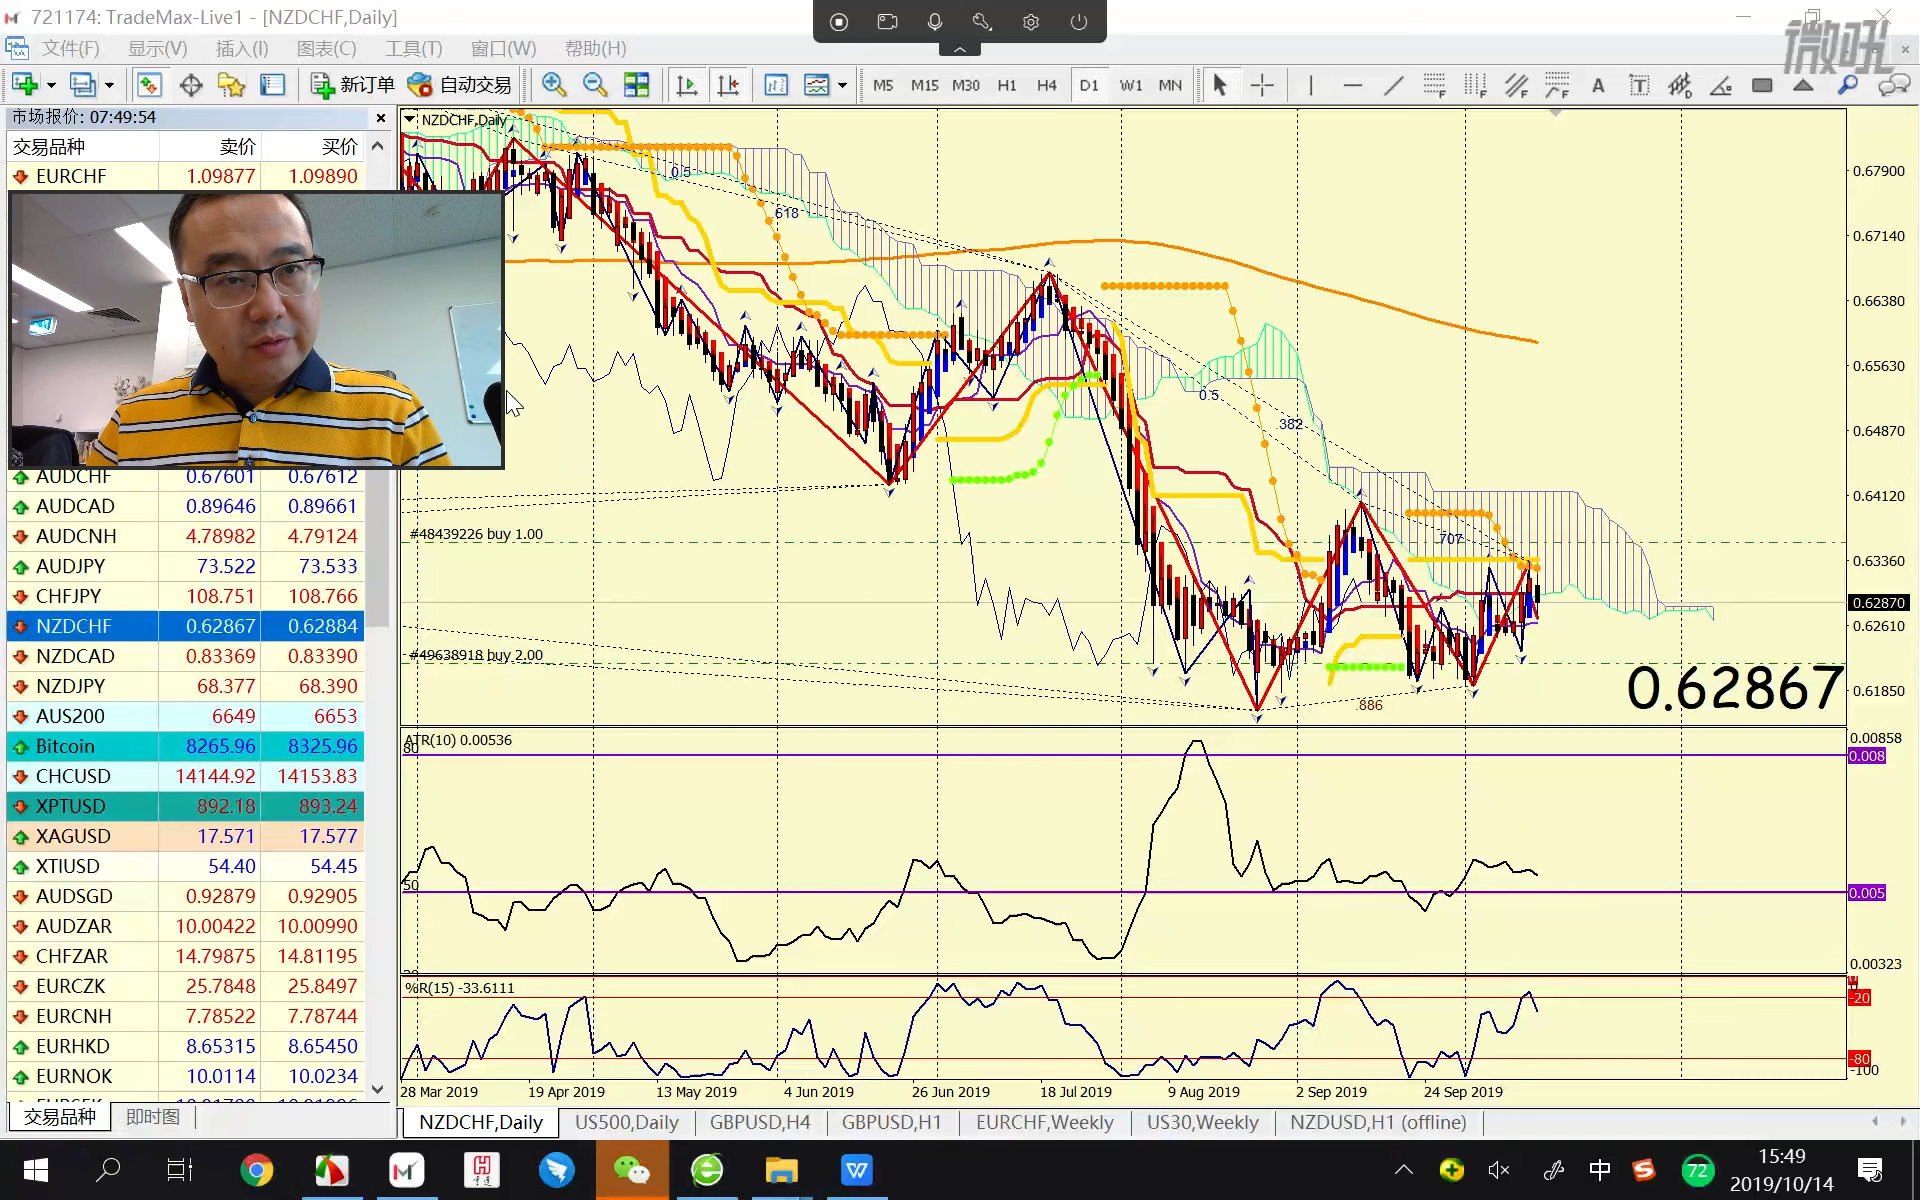 721174: TradeMax-Live1 - [NZDCHF,Daily]
微吼
文件(F) 显示(V) 插入(I) 图表(C) 工具(T) 窗口(W) 帮助(H)
新订单 自动交易 M5 M15 M30 H1 H4 D1 W1 MN A T
市场报价: 07:49:54
交易品种 卖价 买价
EURCHF 1.09877 1.09890
AUDCHF 0.67601 0.67612
AUDCAD 0.89646 0.89661
AUDCNH 4.78982 4.79124
AUDJPY 73.522 73.533
CHFJPY 108.751 108.766
NZDCHF 0.62867 0.62884
NZDCAD 0.83369 0.83390
NZDJPY 68.377 68.390
AUS200 6649 6653
Bitcoin 8265.96 8325.96
CHCUSD 14144.92 14153.83
XPTUSD 892.18 893.24
XAGUSD 17.571 17.577
XTIUSD 54.40 54.45
AUDSGD 0.92879 0.92905
AUDZAR 10.00422 10.00990
CHFZAR 14.79875 14.81195
EURCZK 25.7848 25.8497
EURCNH 7.78522 7.78744
EURHKD 8.65315 8.65450
EURNOK 10.0114 10.0234
交易品种 即时图
NZDCHF,Daily
0.5
.618
0.5
.382
.707
.886
#48439226 buy 1.00
#49638918 buy 2.00
0.62867
0.67900
0.67140
0.66380
0.65630
0.64870
0.64120
0.63360
0.62870
0.62610
0.61850
ATR(10) 0.00536
80
50
0.00858
0.008
0.005
0.00323
%R(15) -33.6111
0
-20
-80
-100
28 Mar 2019 19 Apr 2019 13 May 2019 4 Jun 2019 26 Jun 2019 18 Jul 2019 9 Aug 2019 2 Sep 2019 24 Sep 2019
NZDCHF,Daily US500,Daily GBPUSD,H4 GBPUSD,H1 EURCHF,Weekly US30,Weekly NZDUSD,H1 (offline)
中 72
15:49
2019/10/14